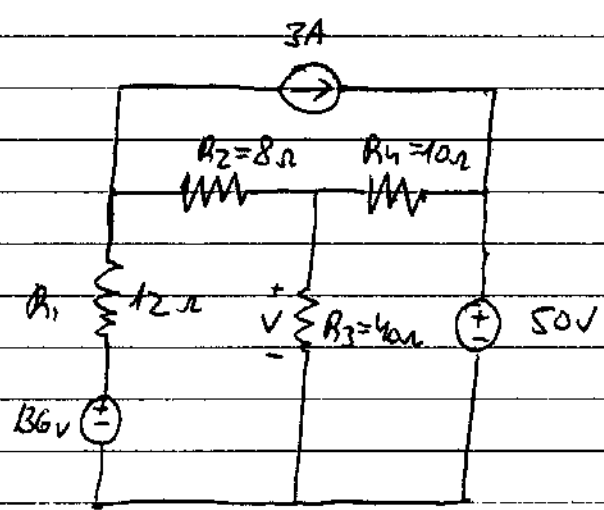 3A
R2=8Ω R4=10Ω
R1 12Ω
+
V R3=40Ω
-
+
-
50V
136V
+
-